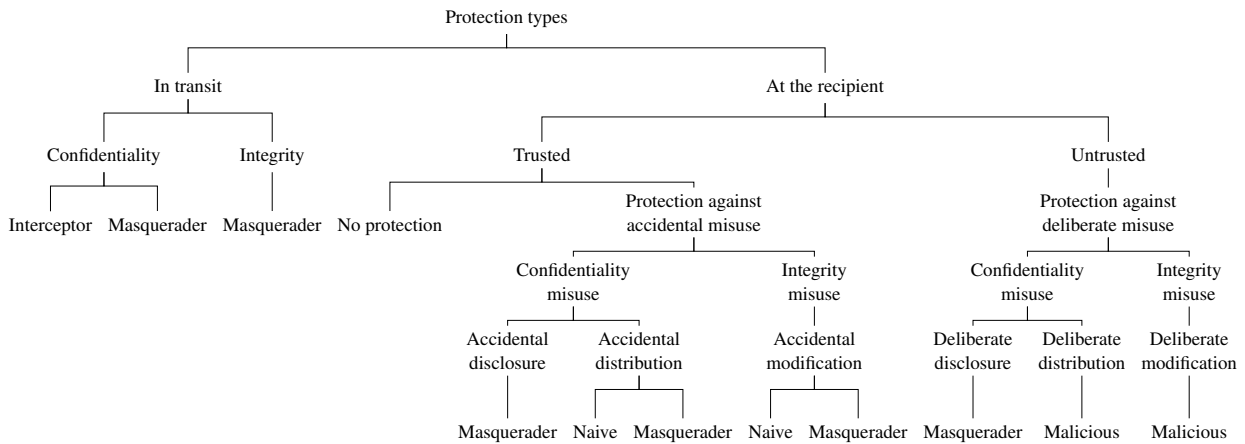 Protection types
In transit
At the recipient
Confidentiality
Integrity
Trusted
Untrusted
Interceptor
Masquerader
Masquerader
No protection
Protection against
accidental misuse
Protection against
deliberate misuse
Confidentiality
misuse
Integrity
misuse
Confidentiality
misuse
Integrity
misuse
Accidental
disclosure
Accidental
distribution
Accidental
modification
Deliberate
disclosure
Deliberate
distribution
Deliberate
modification
Masquerader
Naive
Masquerader
Naive
Masquerader
Masquerader
Malicious
Malicious